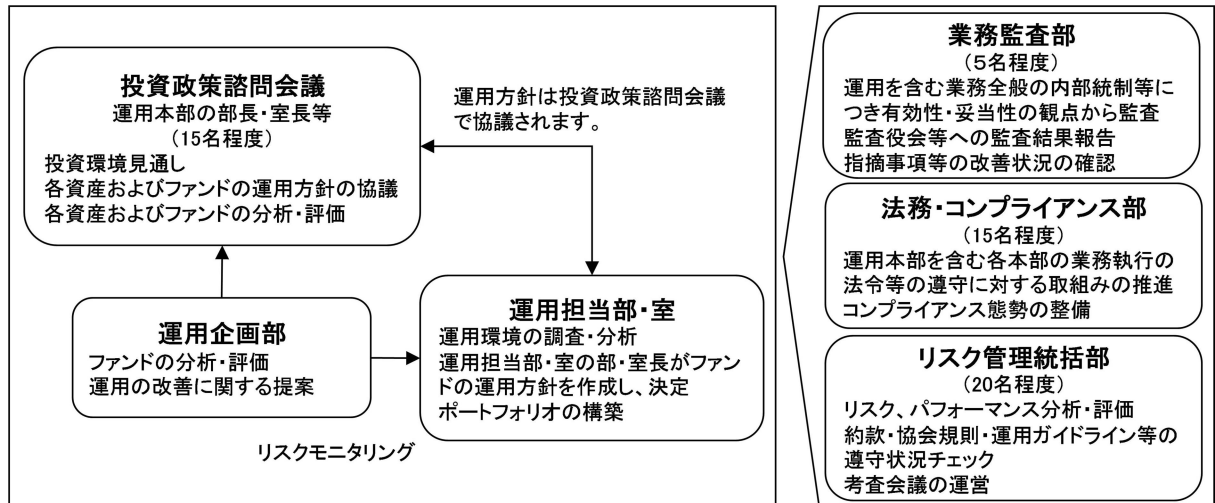 投資政策諮問会議
運用本部の部長・室長等
(15名程度)
投資環境見通し
各資産およびファンドの運用方針の協議
各資産およびファンドの分析・評価
運用方針は投資政策諮問会議
で協議されます。
運用企画部
ファンドの分析・評価
運用の改善に関する提案
運用担当部・室
運用環境の調査・分析
運用担当部・室の部・室長がファン
ドの運用方針を作成し、決定
ポートフォリオの構築
リスクモニタリング
業務監査部
(5名程度)
運用を含む業務全般の内部統制等に
つき有効性・妥当性の観点から監査
監査役会等への監査結果報告
指摘事項等の改善状況の確認
法務・コンプライアンス部
(15名程度)
運用本部を含む各本部の業務執行の
法令等の遵守に対する取組みの推進
コンプライアンス態勢の整備
リスク管理統括部
(20名程度)
リスク、パフォーマンス分析・評価
約款・協会規則・運用ガイドライン等の
遵守状況チェック
考査会議の運営